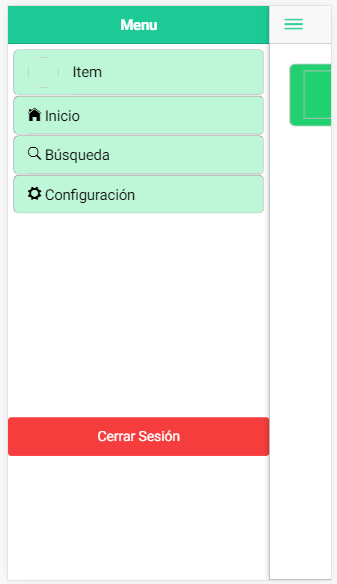 Menu
Item
Inicio
Búsqueda
Configuración
Cerrar Sesión